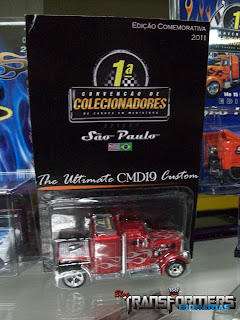 EDIÇÃO COMEMORATIVA
2011
1ª
CONVENÇÃO DE
COLECIONADORES
DE CARROS EM MINIATURA
São Paulo
The Ultimate CMD19 Custom
TRANSFORMERS